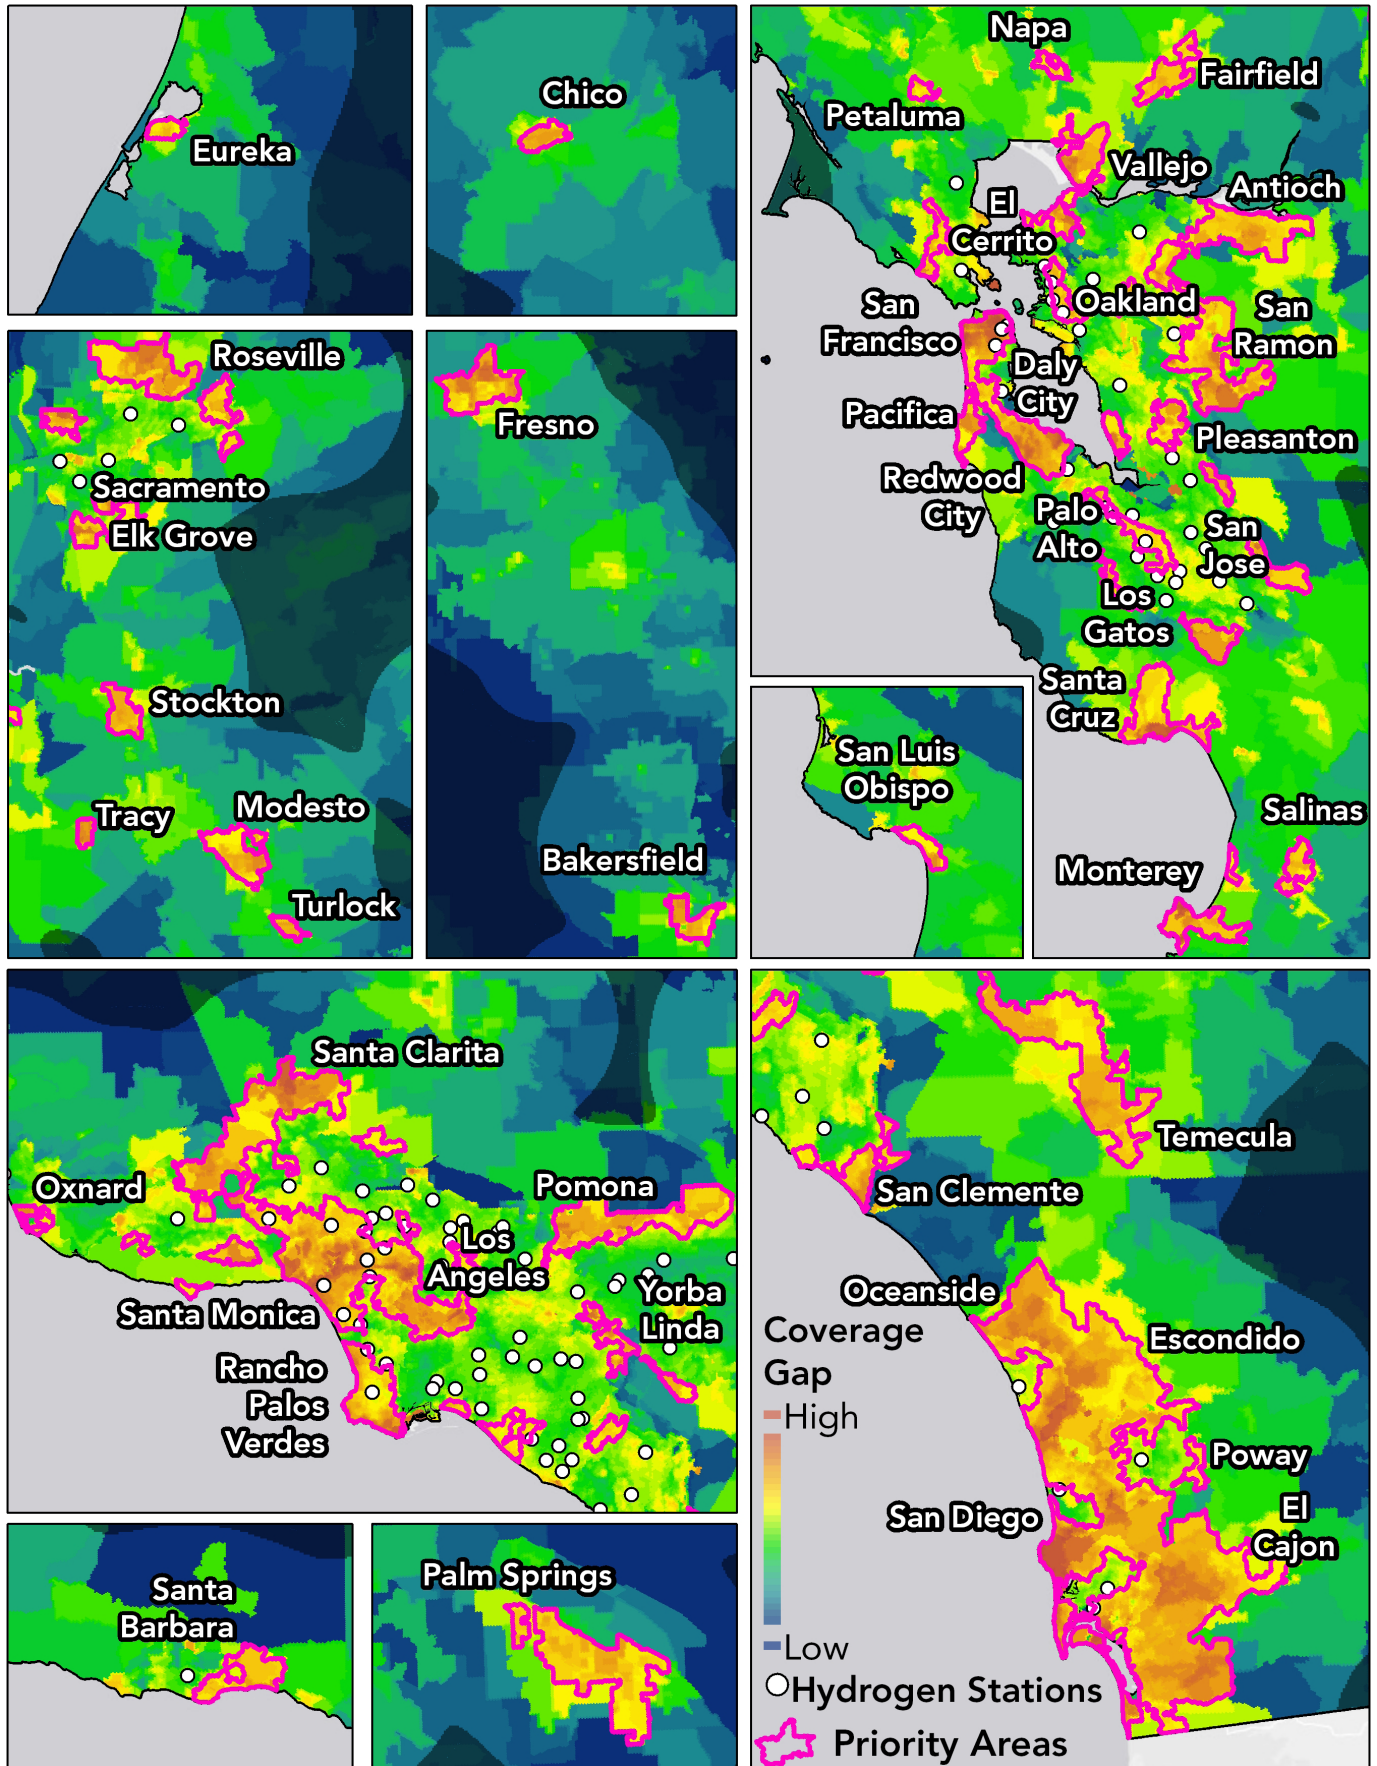 Eureka
Chico
Napa
Fairfield
Petaluma
Vallejo
Antioch
El
Cerrito
Oakland
San
Francisco
San
Ramon
Daly
City
Pacifica
Pleasanton
Redwood
City
Palo
Alto
San
Jose
Los
Gatos
Santa
Cruz
Salinas
Monterey
Roseville
Sacramento
Elk Grove
Stockton
Tracy
Modesto
Turlock
Fresno
Bakersfield
San Luis
Obispo
Santa Clarita
Oxnard
Pomona
Los
Angeles
Santa Monica
Yorba
Linda
Rancho
Palos
Verdes
Temecula
San Clemente
Oceanside
Escondido
Poway
San Diego
El
Cajon
Coverage
Gap
High
Low
Hydrogen Stations
Priority Areas
Santa
Barbara
Palm Springs